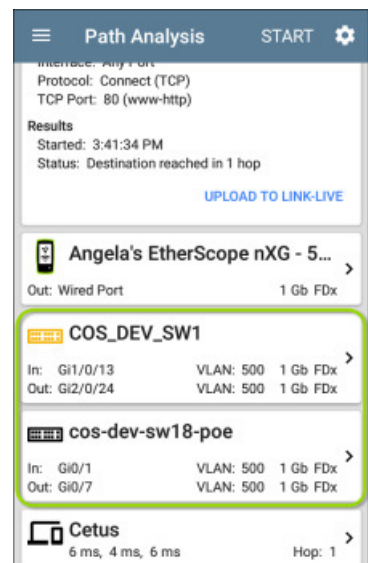 Path Analysis START
Interface: Any Port
Protocol: Connect (TCP)
TCP Port: 80 (www-http)
Results
Started: 3:41:34 PM
Status: Destination reached in 1 hop
UPLOAD TO LINK-LIVE
Angela's EtherScope nXG - 5...
Out: Wired Port 1 Gb FDx
COS_DEV_SW1
In: Gi1/0/13 VLAN: 500 1 Gb FDx
Out: Gi2/0/24 VLAN: 500 1 Gb FDx
cos-dev-sw18-poe
In: Gi0/1 VLAN: 500 1 Gb FDx
Out: Gi0/7 VLAN: 500 1 Gb FDx
Cetus
6 ms, 4 ms, 6 ms Hop: 1